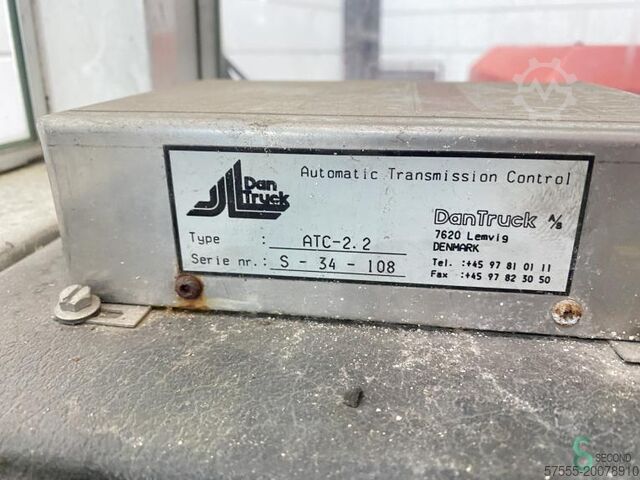 Dan
Truck
Automatic Transmission Control
DanTruck A/S
7620 Lemvig
DENMARK
Type : ATC-2.2
Serie nr.: S - 34 - 108
Tel. :+45 97 81 01 11
Fax :+45 97 82 30 50
SECOND
57555-20078910